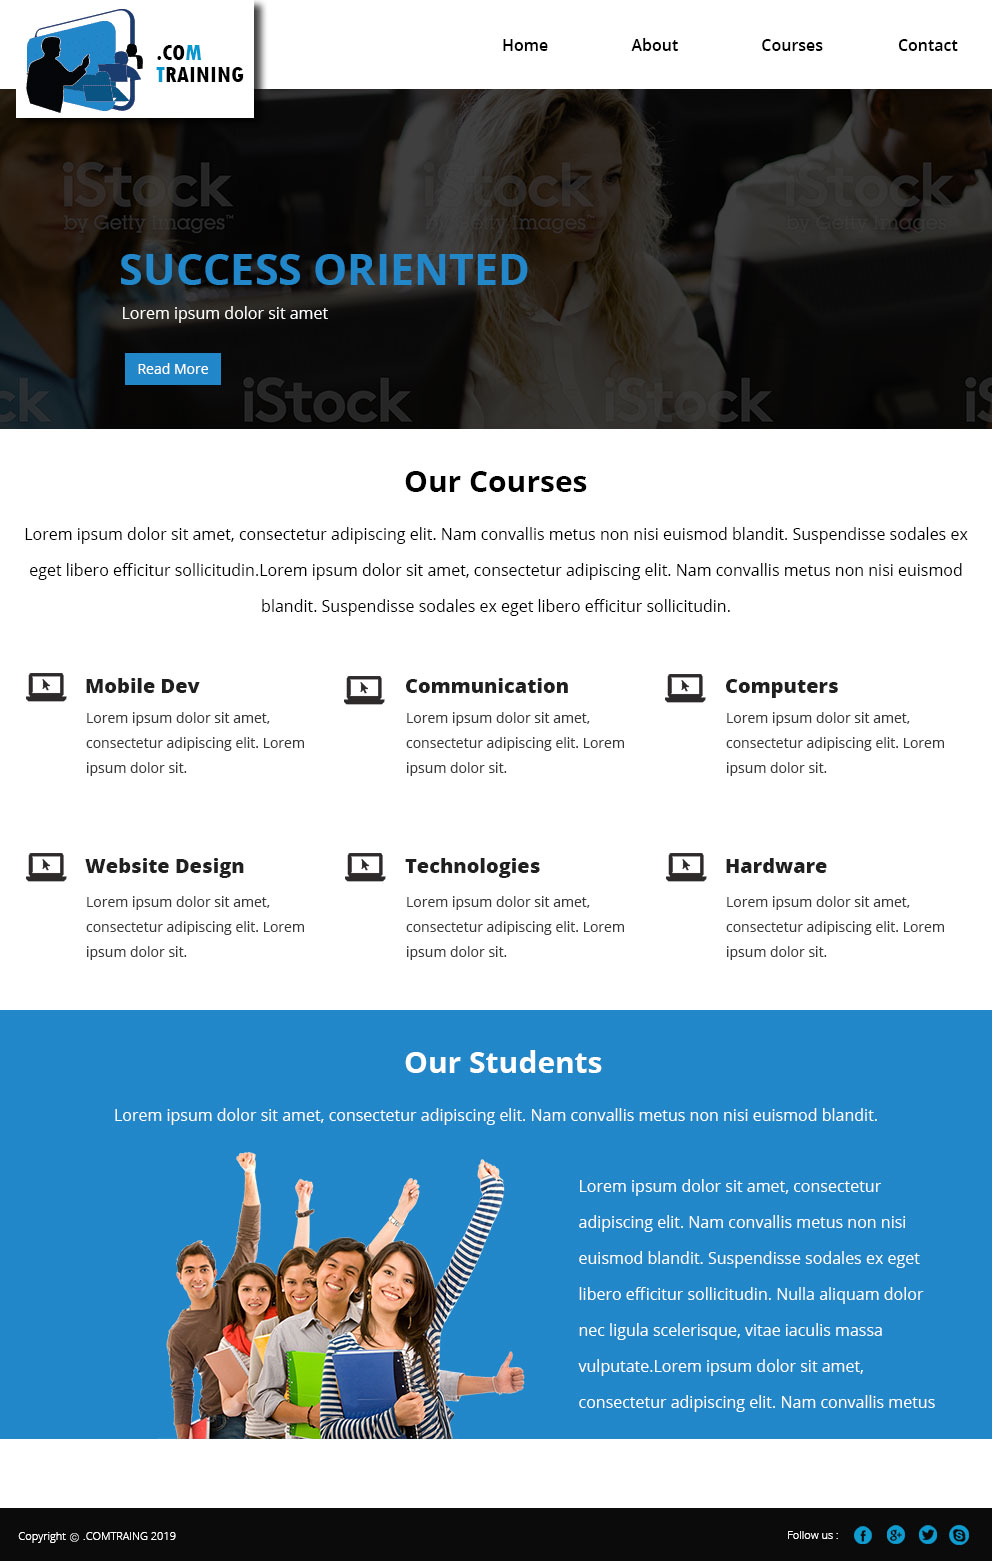 .COM
TRAINING
Home About Courses Contact
iStock iStock iStock
by Getty Images™ by Getty Images™ by Getty Images™
SUCCESS ORIENTED
Lorem ipsum dolor sit amet
Read More
iStock iStock
Our Courses
Lorem ipsum dolor sit amet, consectetur adipiscing elit. Nam convallis metus non nisi euismod blandit. Suspendisse sodales ex
eget libero efficitur sollicitudin.Lorem ipsum dolor sit amet, consectetur adipiscing elit. Nam convallis metus non nisi euismod
blandit. Suspendisse sodales ex eget libero efficitur sollicitudin.
Mobile Dev
Lorem ipsum dolor sit amet,
consectetur adipiscing elit. Lorem
ipsum dolor sit.
Communication
Lorem ipsum dolor sit amet,
consectetur adipiscing elit. Lorem
ipsum dolor sit.
Computers
Lorem ipsum dolor sit amet,
consectetur adipiscing elit. Lorem
ipsum dolor sit.
Website Design
Lorem ipsum dolor sit amet,
consectetur adipiscing elit. Lorem
ipsum dolor sit.
Technologies
Lorem ipsum dolor sit amet,
consectetur adipiscing elit. Lorem
ipsum dolor sit.
Hardware
Lorem ipsum dolor sit amet,
consectetur adipiscing elit. Lorem
ipsum dolor sit.
Our Students
Lorem ipsum dolor sit amet, consectetur adipiscing elit. Nam convallis metus non nisi euismod blandit.
Lorem ipsum dolor sit amet, consectetur
adipiscing elit. Nam convallis metus non nisi
euismod blandit. Suspendisse sodales ex eget
libero efficitur sollicitudin. Nulla aliquam dolor
nec ligula scelerisque, vitae iaculis massa
vulputate.Lorem ipsum dolor sit amet,
consectetur adipiscing elit. Nam convallis metus
Copyright © .COMTRAING 2019
Follow us :